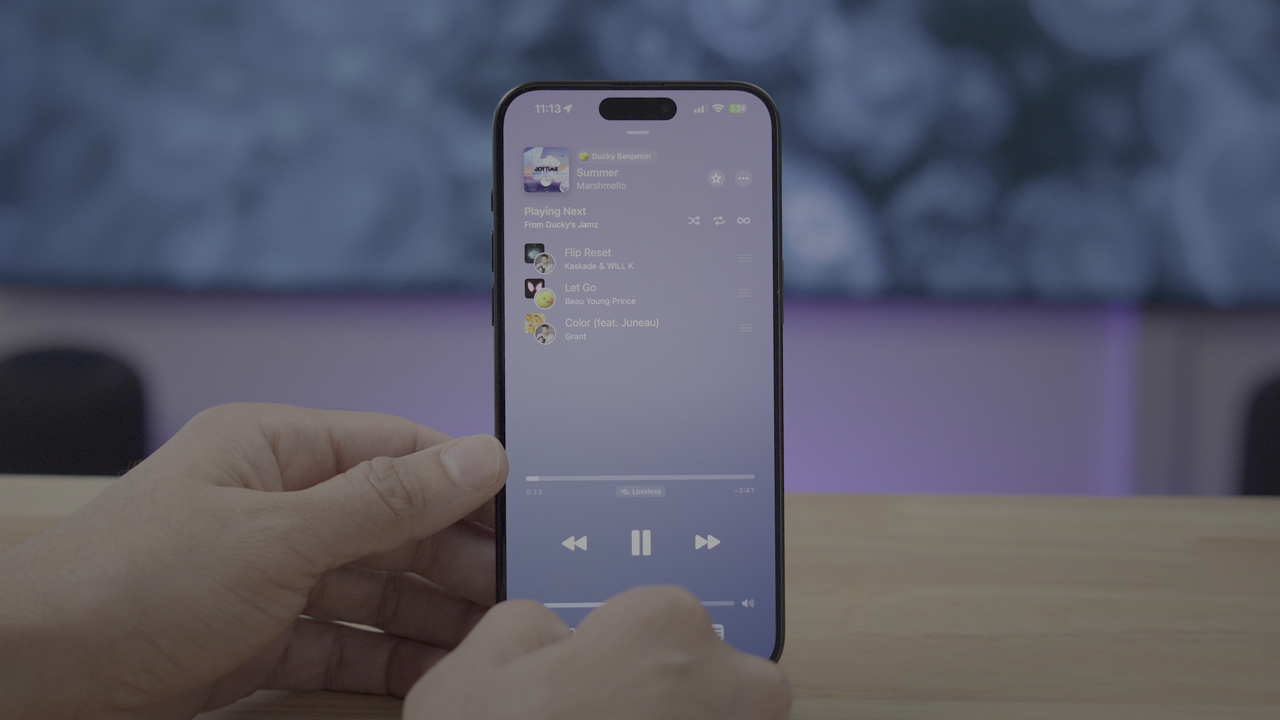 11:13
Ducky Benjamin
Summer
Marshmello
JOYTIME
Playing Next
From Ducky's Jamz
Flip Reset
Kaskade & WILL K
Let Go
Beau Young Prince
Color (feat. Juneau)
Grant
0:13
Lossless
-3:41